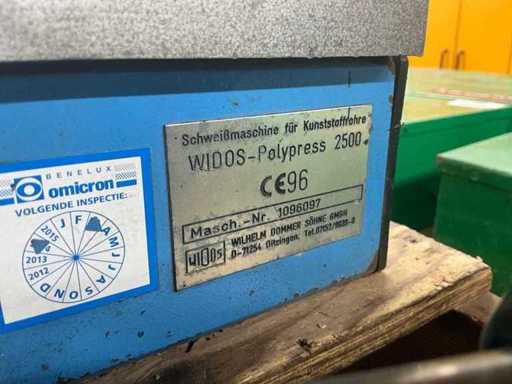 BENELUX
omicron
VOLGENDE INSPECTIE:
J F M A M J J A S O N D
2015
2013
2012
Schweißmaschine für Kunststoffrohre
WIDOS-Polypress 2500
CE96
Masch.-Nr. 1096097
WIDOS
WILHELM DOMMER SÖHNE GMBH
D-71254 Ditzingen.